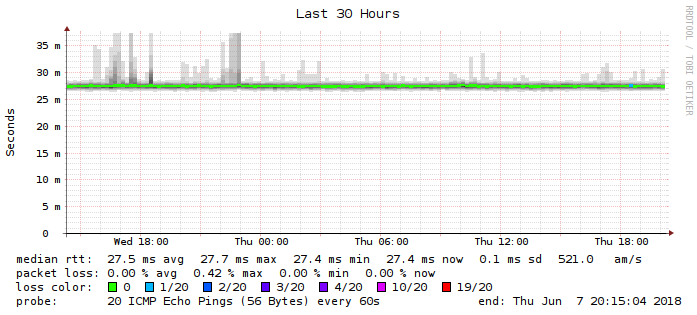 Last 30 Hours
RRDTOOL / TOBI OETIKER
Seconds
35 m
30 m
25 m
20 m
15 m
10 m
5 m
0
Wed 18:00 Thu 00:00 Thu 06:00 Thu 12:00 Thu 18:00
median rtt: 27.5 ms avg 27.7 ms max 27.4 ms min 27.4 ms now 0.1 ms sd 521.0 am/s
packet loss: 0.00 % avg 0.42 % max 0.00 % min 0.00 % now
loss color: 0 1/20 2/20 3/20 4/20 10/20 19/20
probe: 20 ICMP Echo Pings (56 Bytes) every 60s end: Thu Jun 7 20:15:04 2018